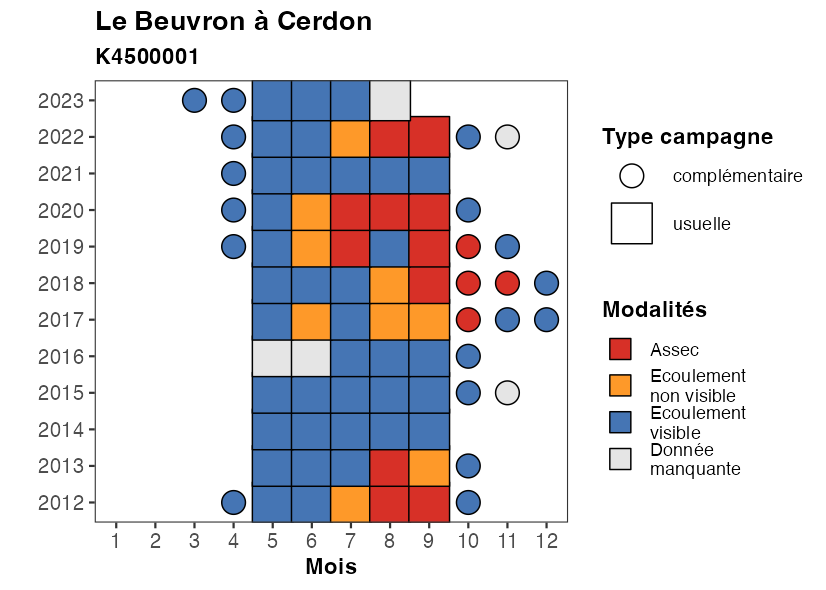 Le Beuvron à Cerdon
K4500001
2023
2022
2021
2020
2019
2018
2017
2016
2015
2014
2013
2012
1 2 3 4 5 6 7 8 9 10 11 12
Mois
Type campagne
complémentaire
usuelle
Modalités
Assec
Ecoulement
non visible
Ecoulement
visible
Donnée
manquante